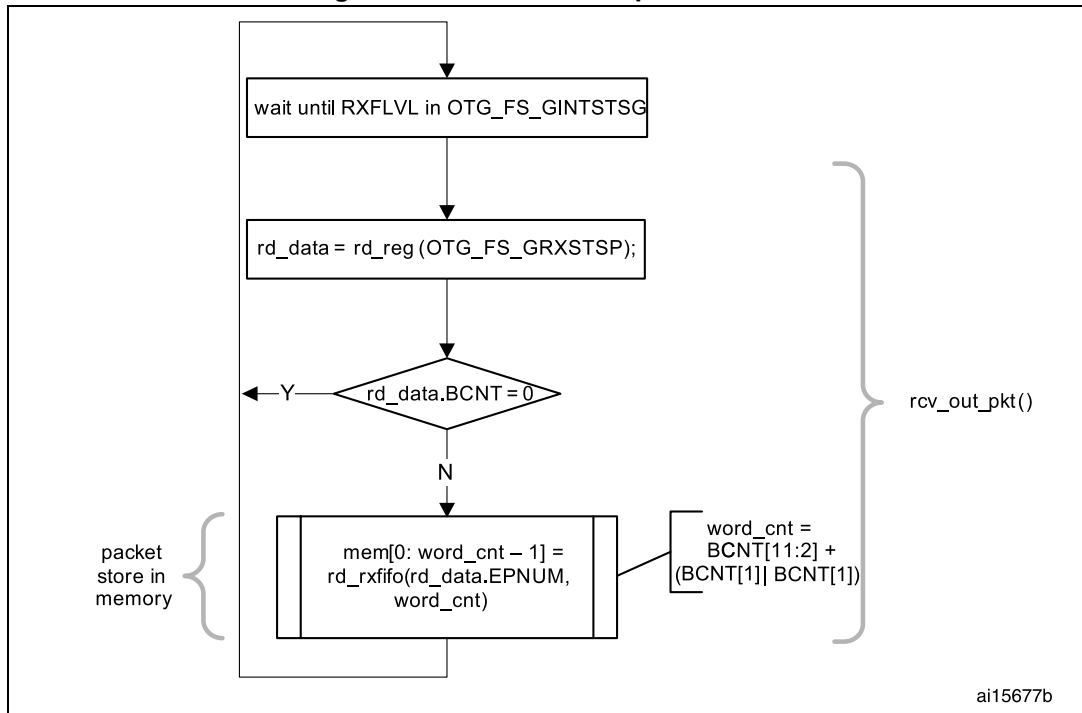 wait until RXFLVL in OTG_FS_GINTSTSG
rd_data = rd_reg (OTG_FS_GRXSTSP);
Y
rd_data.BCNT = 0
rcv_out_pkt()
N
packet
store in
memory
mem[0: word_cnt – 1] =
rd_rxfifo(rd_data.EPNUM,
word_cnt)
word_cnt =
BCNT[11:2] +
(BCNT[1]| BCNT[1])
ai15677b